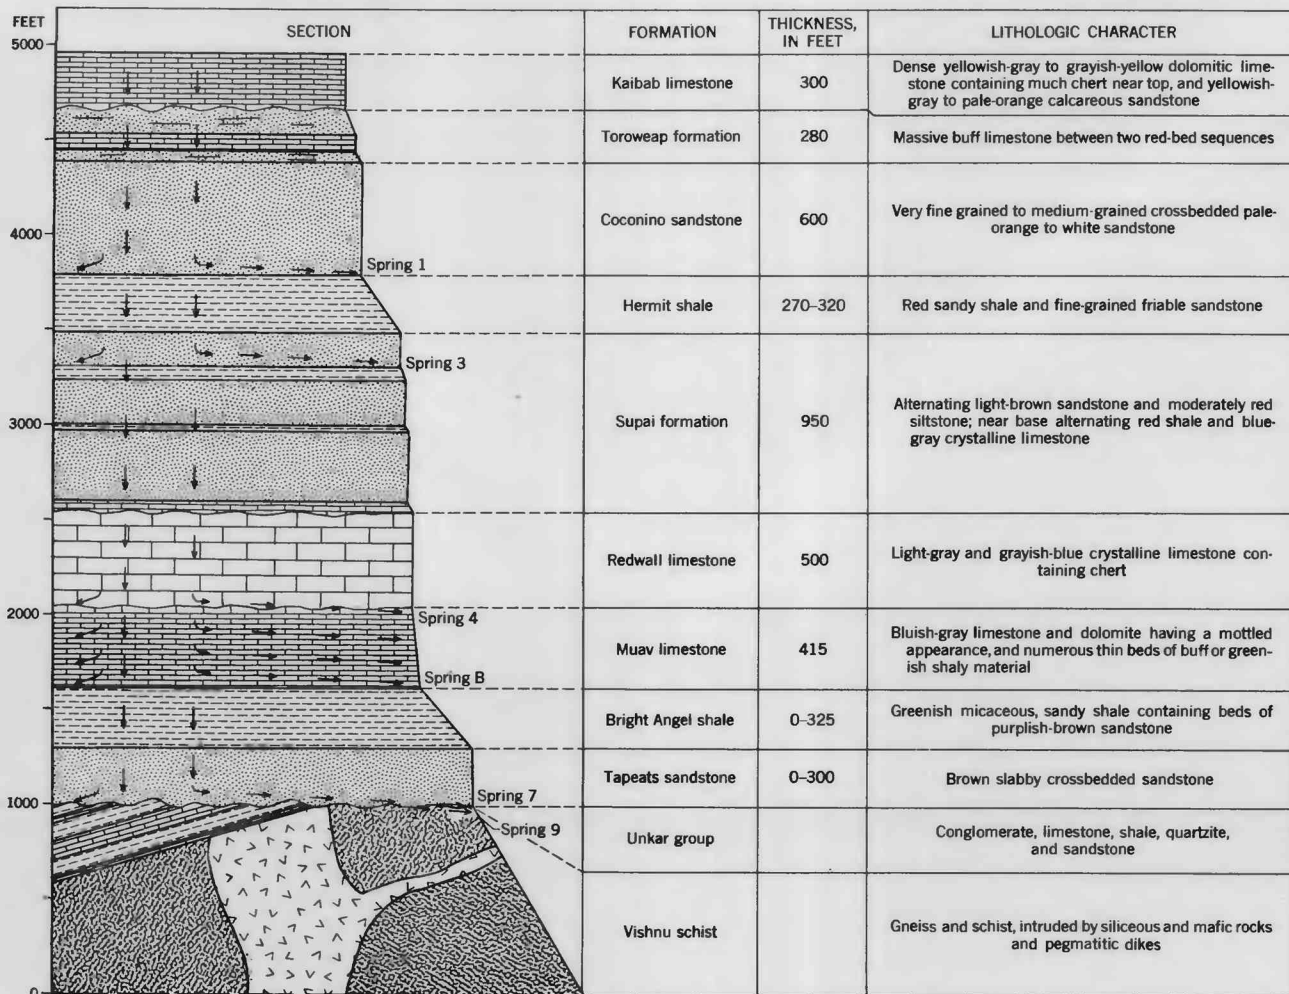 FEET
SECTION
FORMATION
THICKNESS,
IN FEET
LITHOLOGIC CHARACTER
5000
Kaibab limestone
300
Dense yellowish-gray to grayish-yellow dolomitic lime-
stone containing much chert near top, and yellowish-
gray to pale-orange calcareous sandstone
Toroweap formation
280
Massive buff limestone between two red-bed sequences
4000
Coconino sandstone
600
Very fine grained to medium-grained crossbedded pale-
orange to white sandstone
Spring 1
Hermit shale
270–320
Red sandy shale and fine-grained friable sandstone
Spring 3
3000
Supai formation
950
Alternating light-brown sandstone and moderately red
siltstone; near base alternating red shale and blue-
gray crystalline limestone
Redwall limestone
500
Light-gray and grayish-blue crystalline limestone con-
taining chert
2000
Spring 4
Muav limestone
415
Bluish-gray limestone and dolomite having a mottled
appearance, and numerous thin beds of buff or green-
ish shaly material
Spring B
Bright Angel shale
0–325
Greenish micaceous, sandy shale containing beds of
purplish-brown sandstone
Tapeats sandstone
0–300
Brown slabby crossbedded sandstone
1000
Spring 7
Spring 9
Unkar group
Conglomerate, limestone, shale, quartzite,
and sandstone
Vishnu schist
Gneiss and schist, intruded by siliceous and mafic rocks
and pegmatitic dikes
0